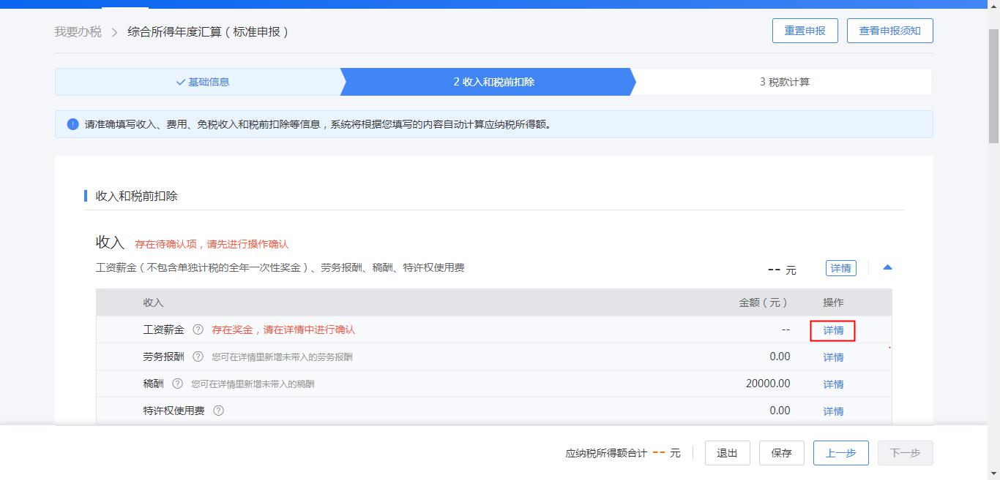 我要办税 > 综合所得年度汇算（标准申报） 重置申报 查看申报须知
基础信息 2 收入和税前扣除 3 税款计算
请准确填写收入、费用、免税收入和税前扣除等信息，系统将根据您填写的内容自动计算应纳税所得额。
收入和税前扣除
收入 存在待确认项，请先进行操作确认
工资薪金（不包含单独计税的全年一次性奖金）、劳务报酬、稿酬、特许权使用费 -- 元 详情
收入 金额（元） 操作
工资薪金 ? 存在奖金，请在详情中进行确认 -- 详情
劳务报酬 ? 您可在详情里新增未带入的劳务报酬 0.00 详情
稿酬 ? 您可在详情里新增未带入的稿酬 20000.00 详情
特许权使用费 ? 0.00 详情
应纳税所得额合计 -- 元 退出 保存 上一步 下一步